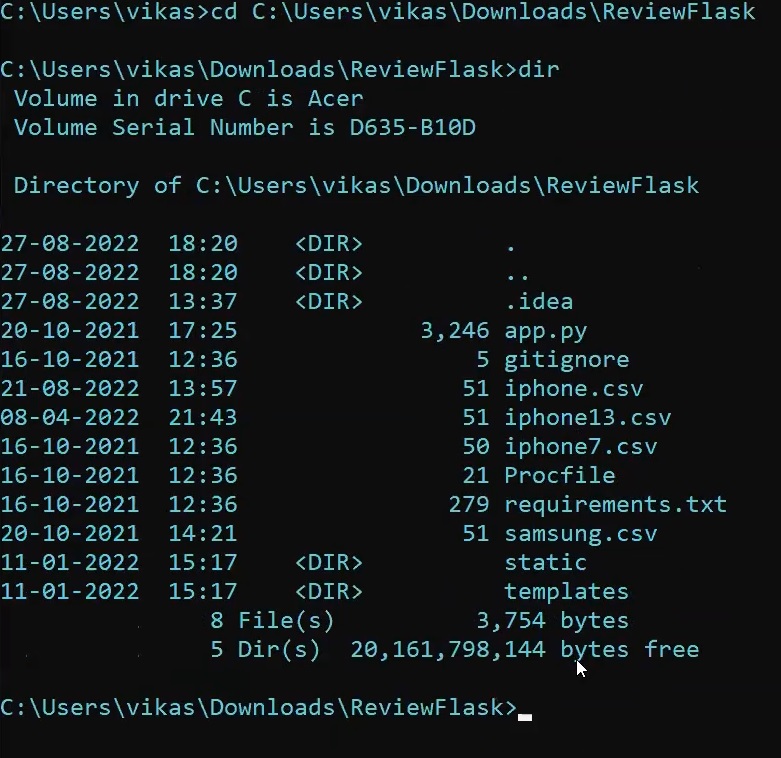 C:\Users\vikas>cd C:\Users\vikas\Downloads\ReviewFlask
C:\Users\vikas\Downloads\ReviewFlask>dir
Volume in drive C is Acer
Volume Serial Number is D635-B10D
Directory of C:\Users\vikas\Downloads\ReviewFlask
27-08-2022 18:20 <DIR> .
27-08-2022 18:20 <DIR> ..
27-08-2022 13:37 <DIR> .idea
20-10-2021 17:25 3,246 app.py
16-10-2021 12:36 5 gitignore
21-08-2022 13:57 51 iphone.csv
08-04-2022 21:43 51 iphone13.csv
16-10-2021 12:36 50 iphone7.csv
16-10-2021 12:36 21 Procfile
16-10-2021 12:36 279 requirements.txt
20-10-2021 14:21 51 samsung.csv
11-01-2022 15:17 <DIR> static
11-01-2022 15:17 <DIR> templates
8 File(s) 3,754 bytes
5 Dir(s) 20,161,798,144 bytes free
C:\Users\vikas\Downloads\ReviewFlask>